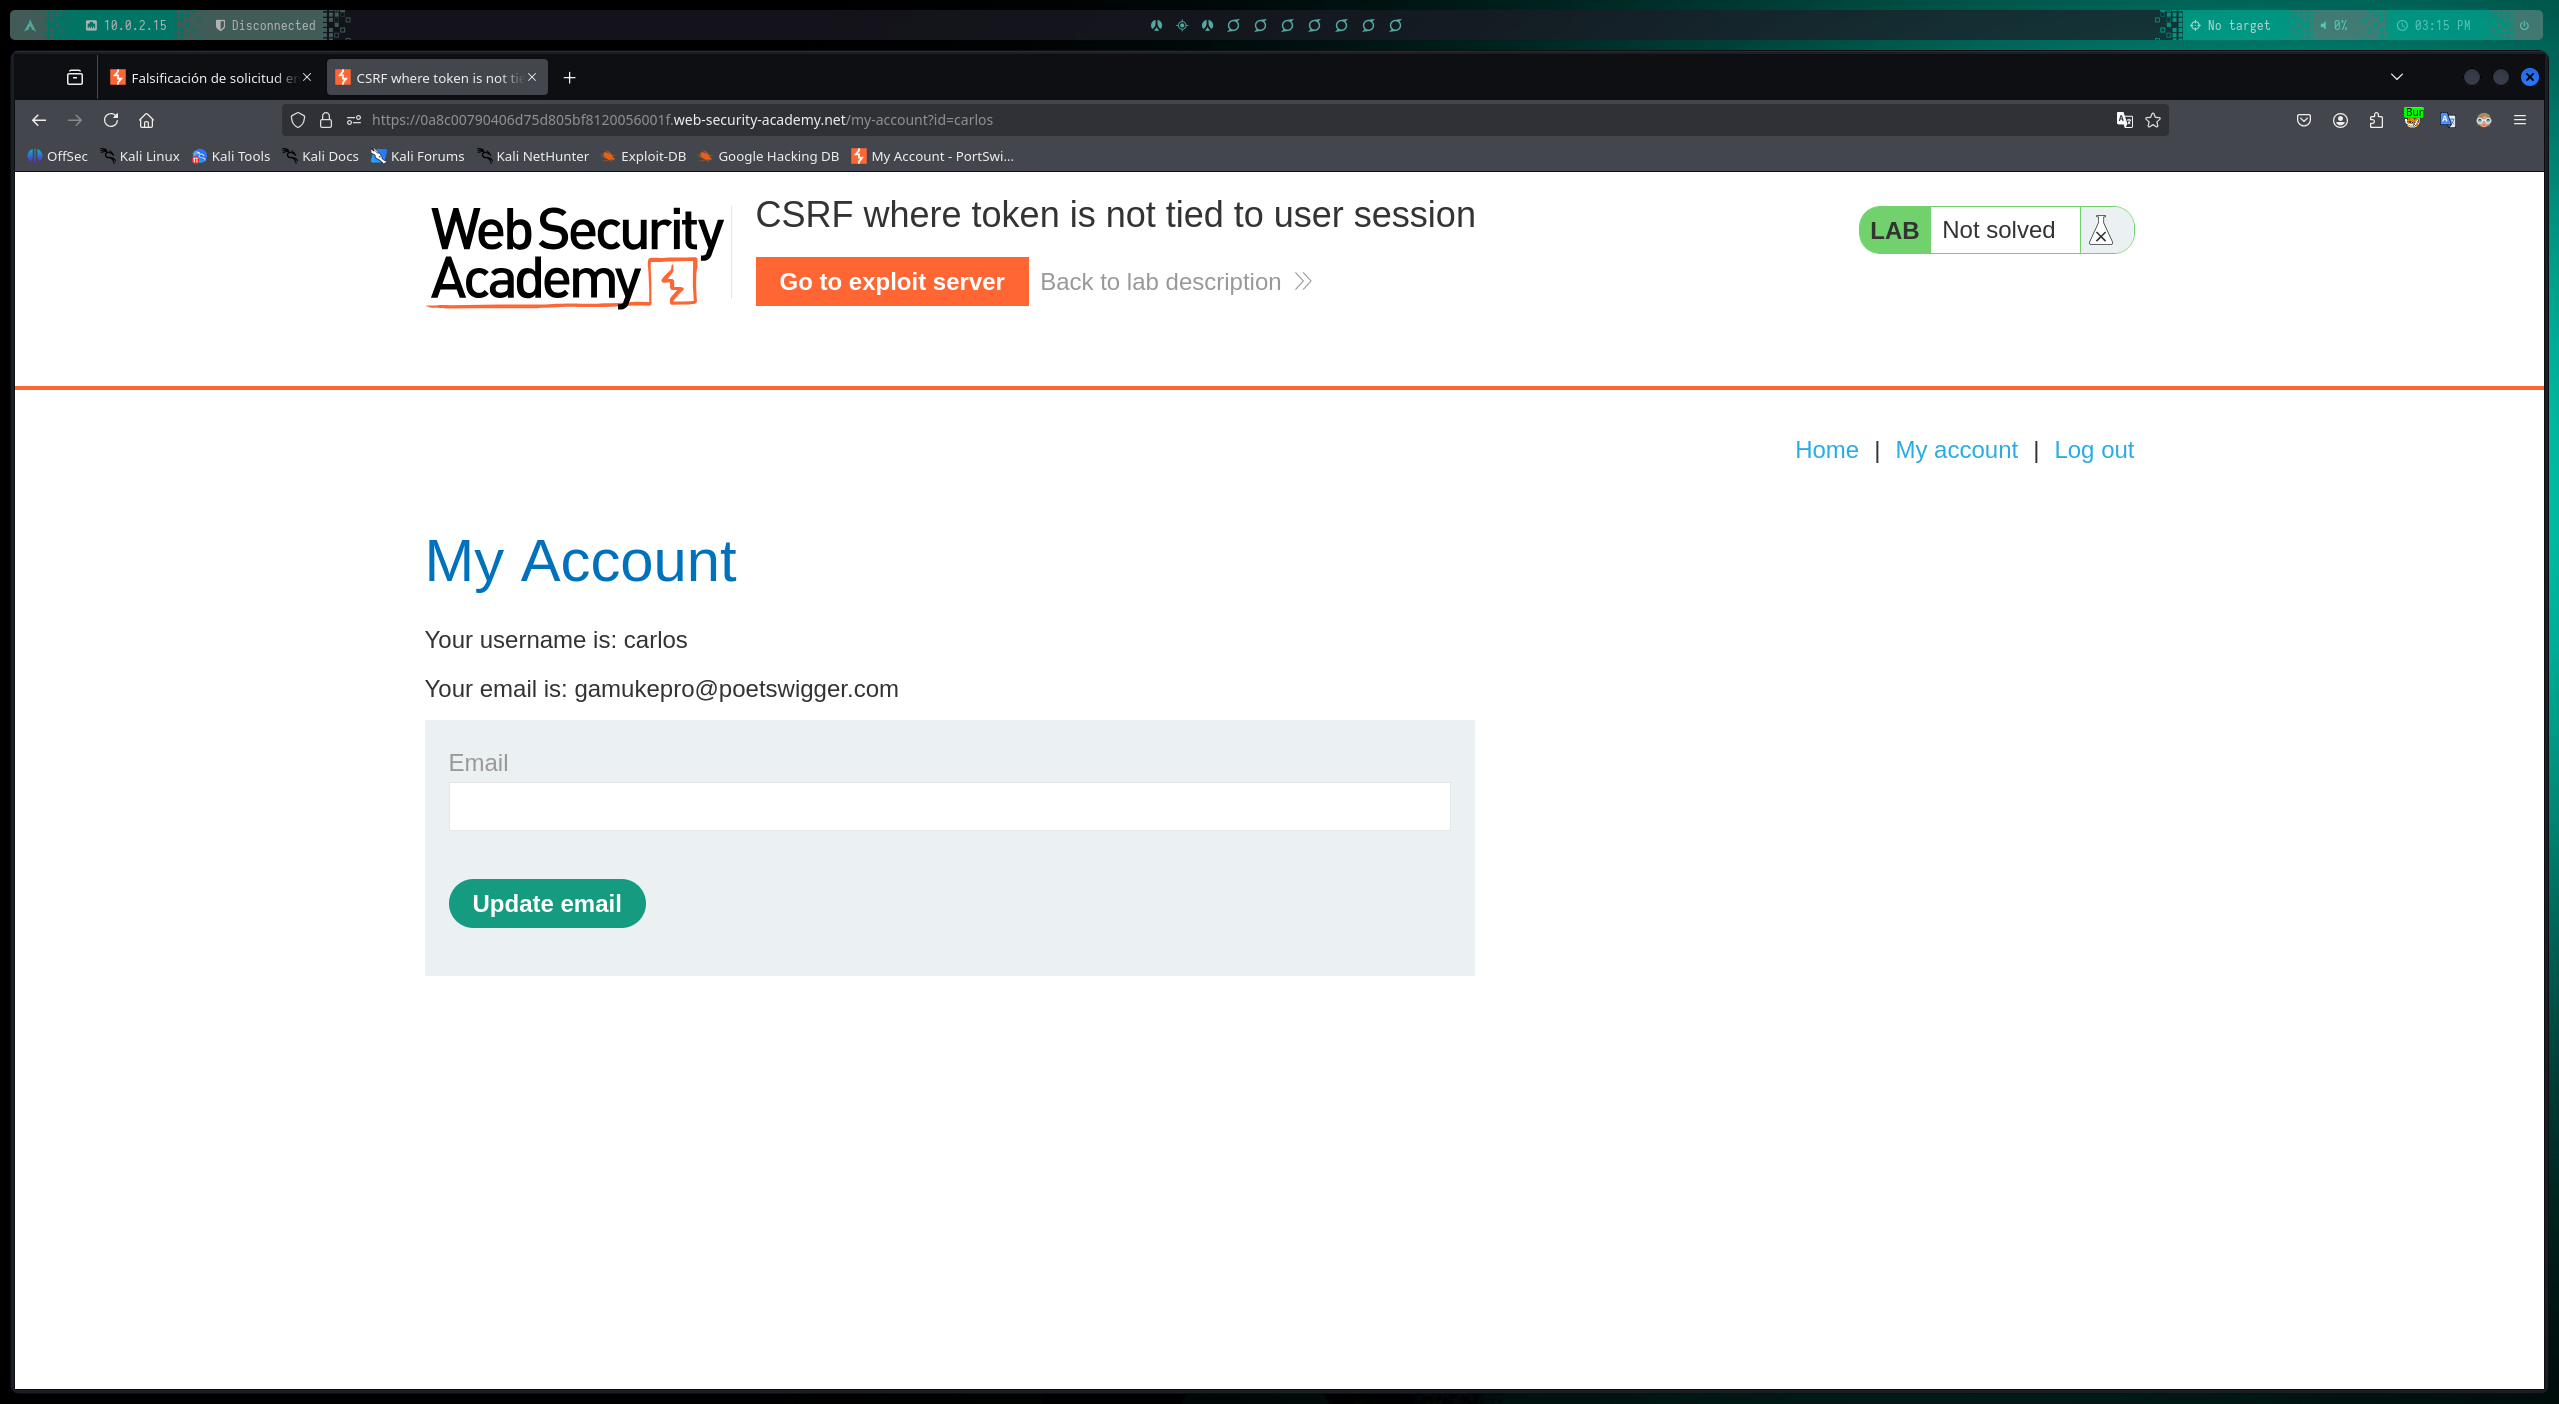 10.0.2.15
Disconnected
No target
0%
03:15 PM
Falsificación de solicitud en
CSRF where token is not tie
https://0a8c00790406d75d805bf8120056001f.web-security-academy.net/my-account?id=carlos
Bur
OffSec
Kali Linux
Kali Tools
Kali Docs
Kali Forums
Kali NetHunter
Exploit-DB
Google Hacking DB
My Account - PortSwi...
Web Security
Academy
CSRF where token is not tied to user session
Go to exploit server
Back to lab description
LAB
Not solved
Home | My account | Log out
My Account
Your username is: carlos
Your email is: gamukepro@poetswigger.com
Email
Update email